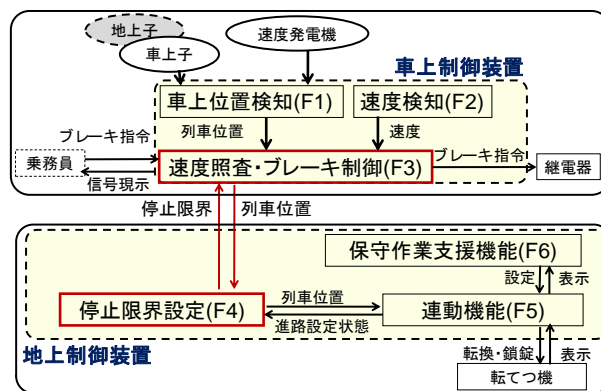 地上子
車上子
速度発電機
車上制御装置
車上位置検知(F1)
速度検知(F2)
列車位置
速度
ブレーキ指令
乗務員
信号現示
速度照査・ブレーキ制御(F3)
ブレーキ指令
継電器
停止限界
列車位置
保守作業支援機能(F6)
設定
表示
停止限界設定(F4)
列車位置
進路設定状態
連動機能(F5)
地上制御装置
転換・鎖錠
表示
転てつ機